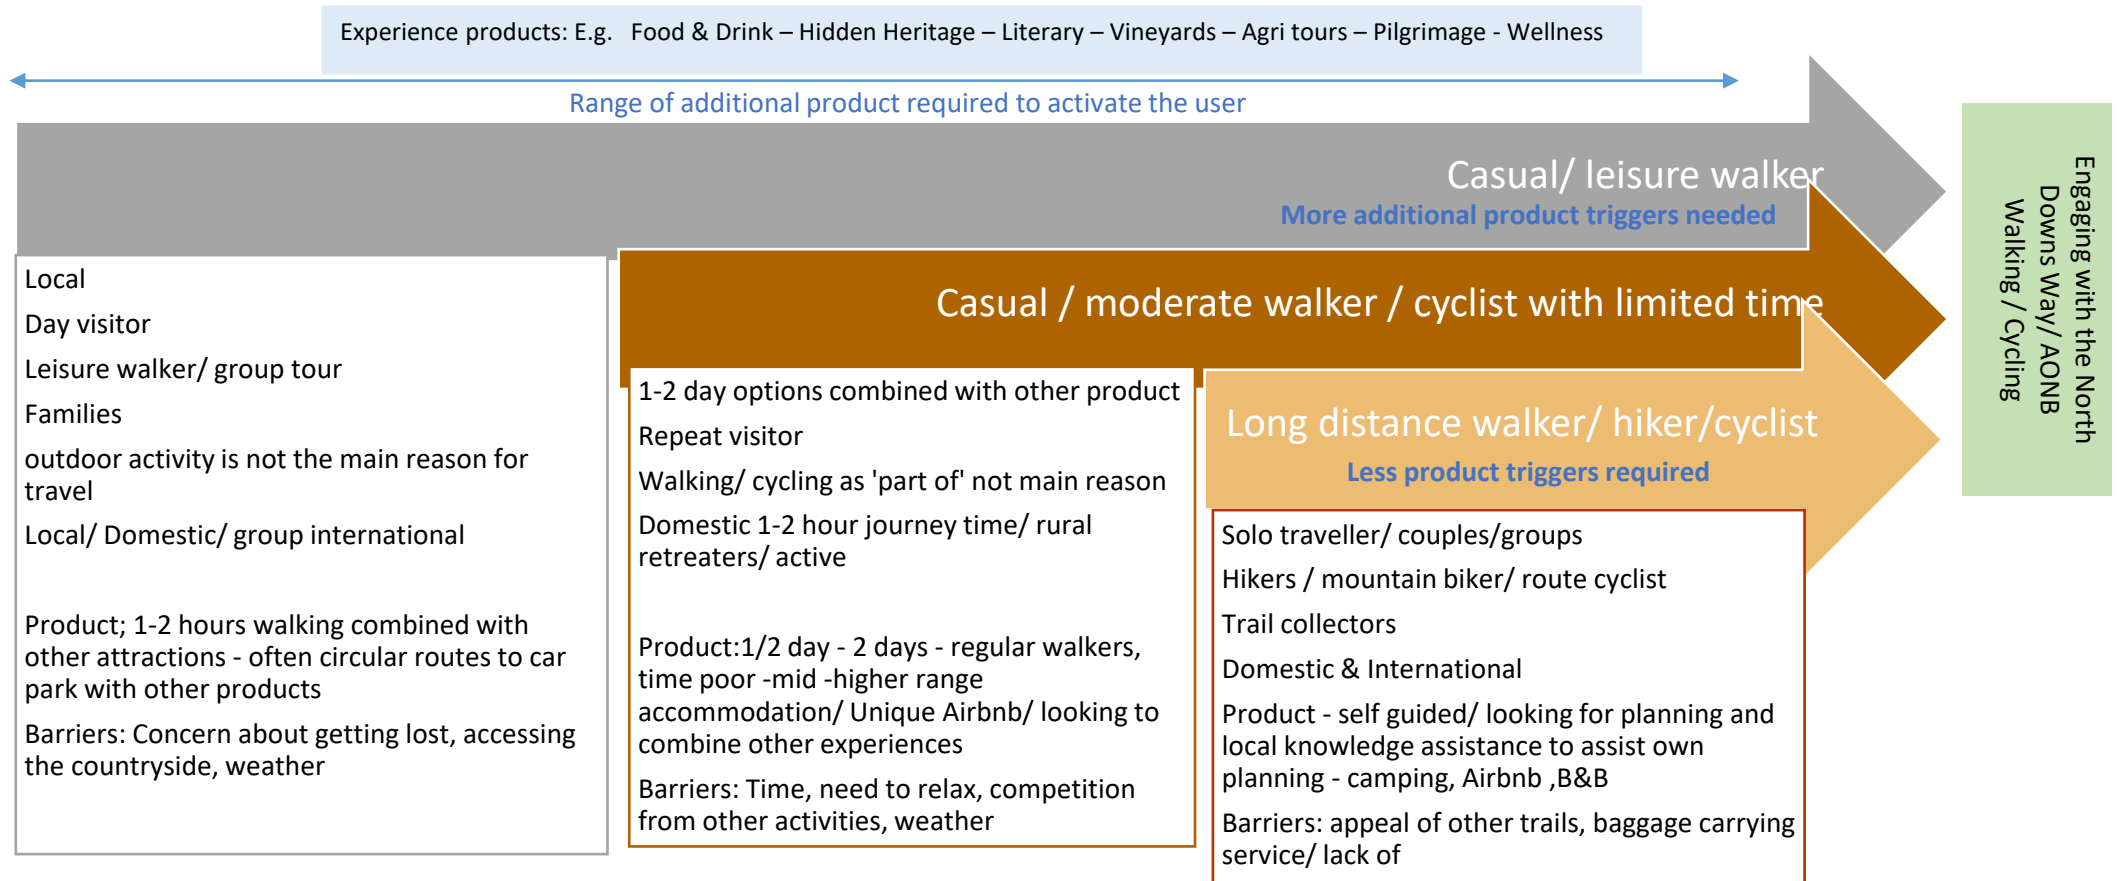 Experience products: E.g.   Food & Drink – Hidden Heritage – Literary – Vineyards – Agri tours – Pilgrimage - Wellness
Range of additional product required to activate the user
Casual/ leisure walker
More additional product triggers needed
Local
Day visitor
Leisure walker/ group tour
Families
outdoor activity is not the main reason for
travel
Local/ Domestic/ group international
Product; 1-2 hours walking combined with
other attractions - often circular routes to car
park with other products
Barriers: Concern about getting lost, accessing
the countryside, weather
Casual / moderate walker / cyclist with limited time
1-2 day options combined with other product
Repeat visitor
Walking/ cycling as 'part of' not main reason
Domestic 1-2 hour journey time/ rural
retreaters/ active
Product:1/2 day - 2 days - regular walkers,
time poor -mid -higher range
accommodation/ Unique Airbnb/ looking to
combine other experiences
Barriers: Time, need to relax, competition
from other activities, weather
Long distance walker/ hiker/cyclist
Less product triggers required
Solo traveller/ couples/groups
Hikers / mountain biker/ route cyclist
Trail collectors
Domestic & International
Product - self guided/ looking for planning and
local knowledge assistance to assist own
planning - camping, Airbnb ,B&B
Barriers: appeal of other trails, baggage carrying
service/ lack of
Engaging with the North
Downs Way/ AONB
Walking / Cycling